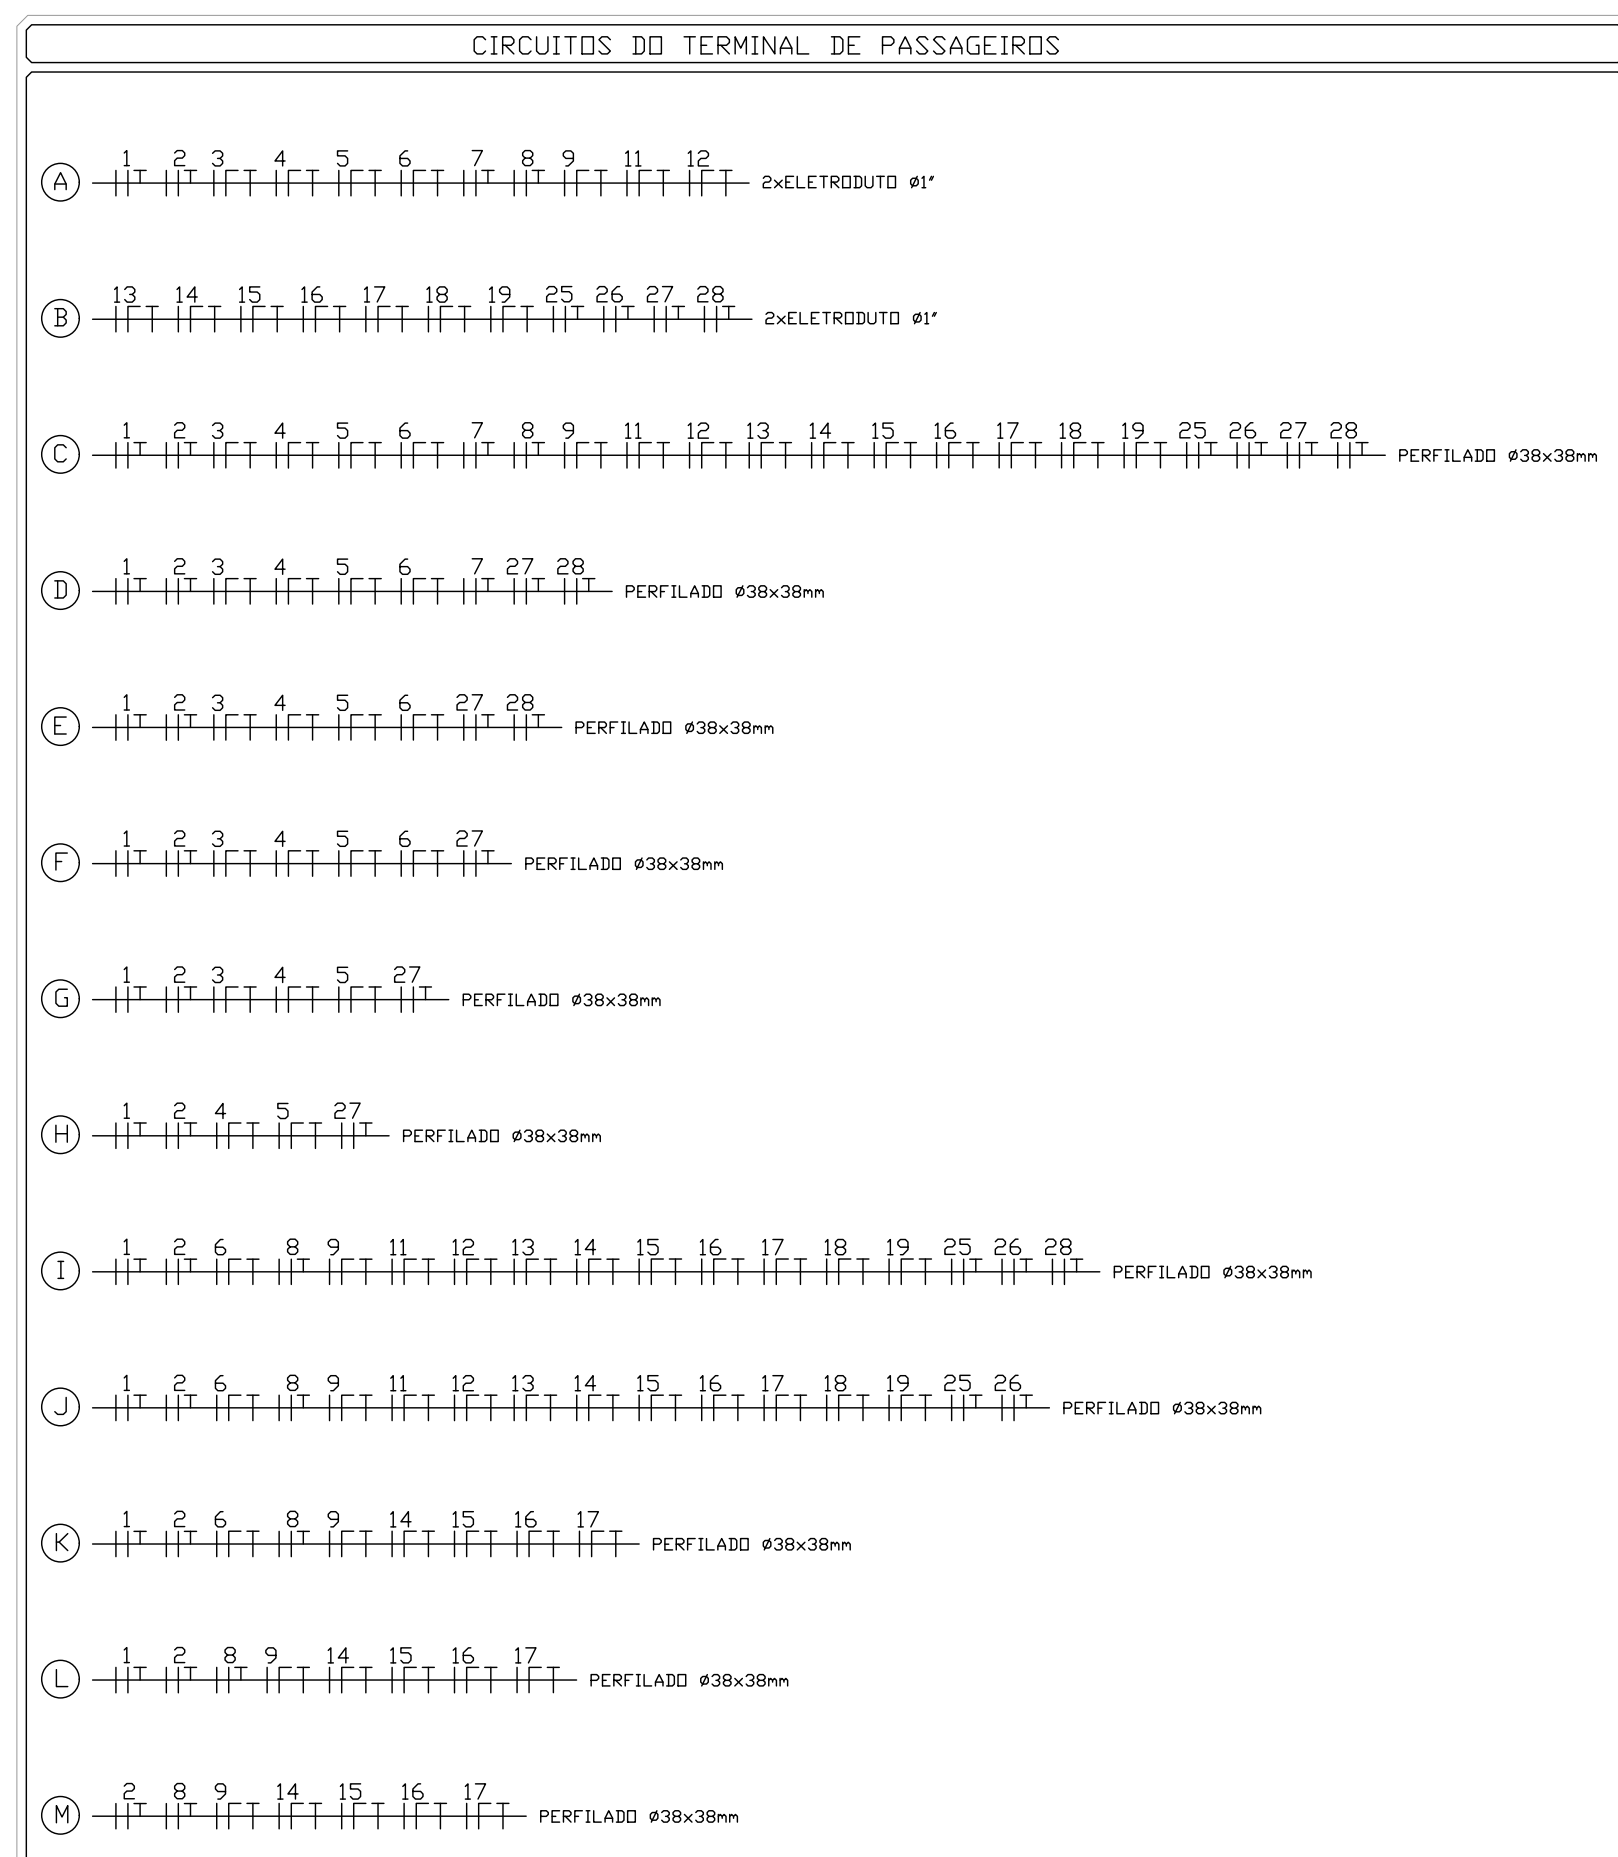 CIRCUITOS DO TERMINAL DE PASSAGEIROS
1 2 3 4 5 6 7 8 9 11 12
A 2xELETRODUTO Ø1"
13 14 15 16 17 18 19 25 26 27 28
B 2xELETRODUTO Ø1"
1 2 3 4 5 6 7 8 9 11 12 13 14 15 16 17 18 19 25 26 27 28
C PERFILADO Ø38x38mm
1 2 3 4 5 6 7 27 28
D PERFILADO Ø38x38mm
1 2 3 4 5 6 27 28
E PERFILADO Ø38x38mm
1 2 3 4 5 6 27
F PERFILADO Ø38x38mm
1 2 3 4 5 27
G PERFILADO Ø38x38mm
1 2 4 5 27
H PERFILADO Ø38x38mm
1 2 6 8 9 11 12 13 14 15 16 17 18 19 25 26 28
I PERFILADO Ø38x38mm
1 2 6 8 9 11 12 13 14 15 16 17 18 19 25 26
J PERFILADO Ø38x38mm
1 2 6 8 9 14 15 16 17
K PERFILADO Ø38x38mm
1 2 8 9 14 15 16 17
L PERFILADO Ø38x38mm
2 8 9 14 15 16 17
M PERFILADO Ø38x38mm